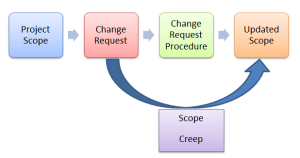 Project
Scope
Change
Request
Change
Request
Procedure
Updated
Scope
Scope
Creep